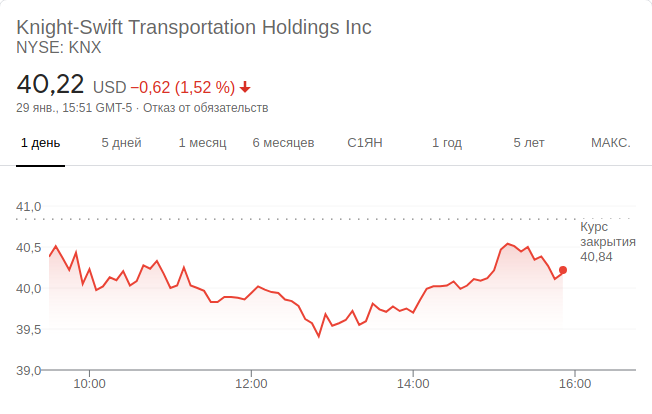 Knight-Swift Transportation Holdings Inc
NYSE: KNX
40,22 USD −0,62 (1,52 %)
29 янв., 15:51 GMT-5 · Отказ от обязательств
1 день 5 дней 1 месяц 6 месяцев С1ЯН 1 год 5 лет МАКС.
41,0
Курс
закрытия
40,84
40,5
40,0
39,5
39,0
10:00 12:00 14:00 16:00